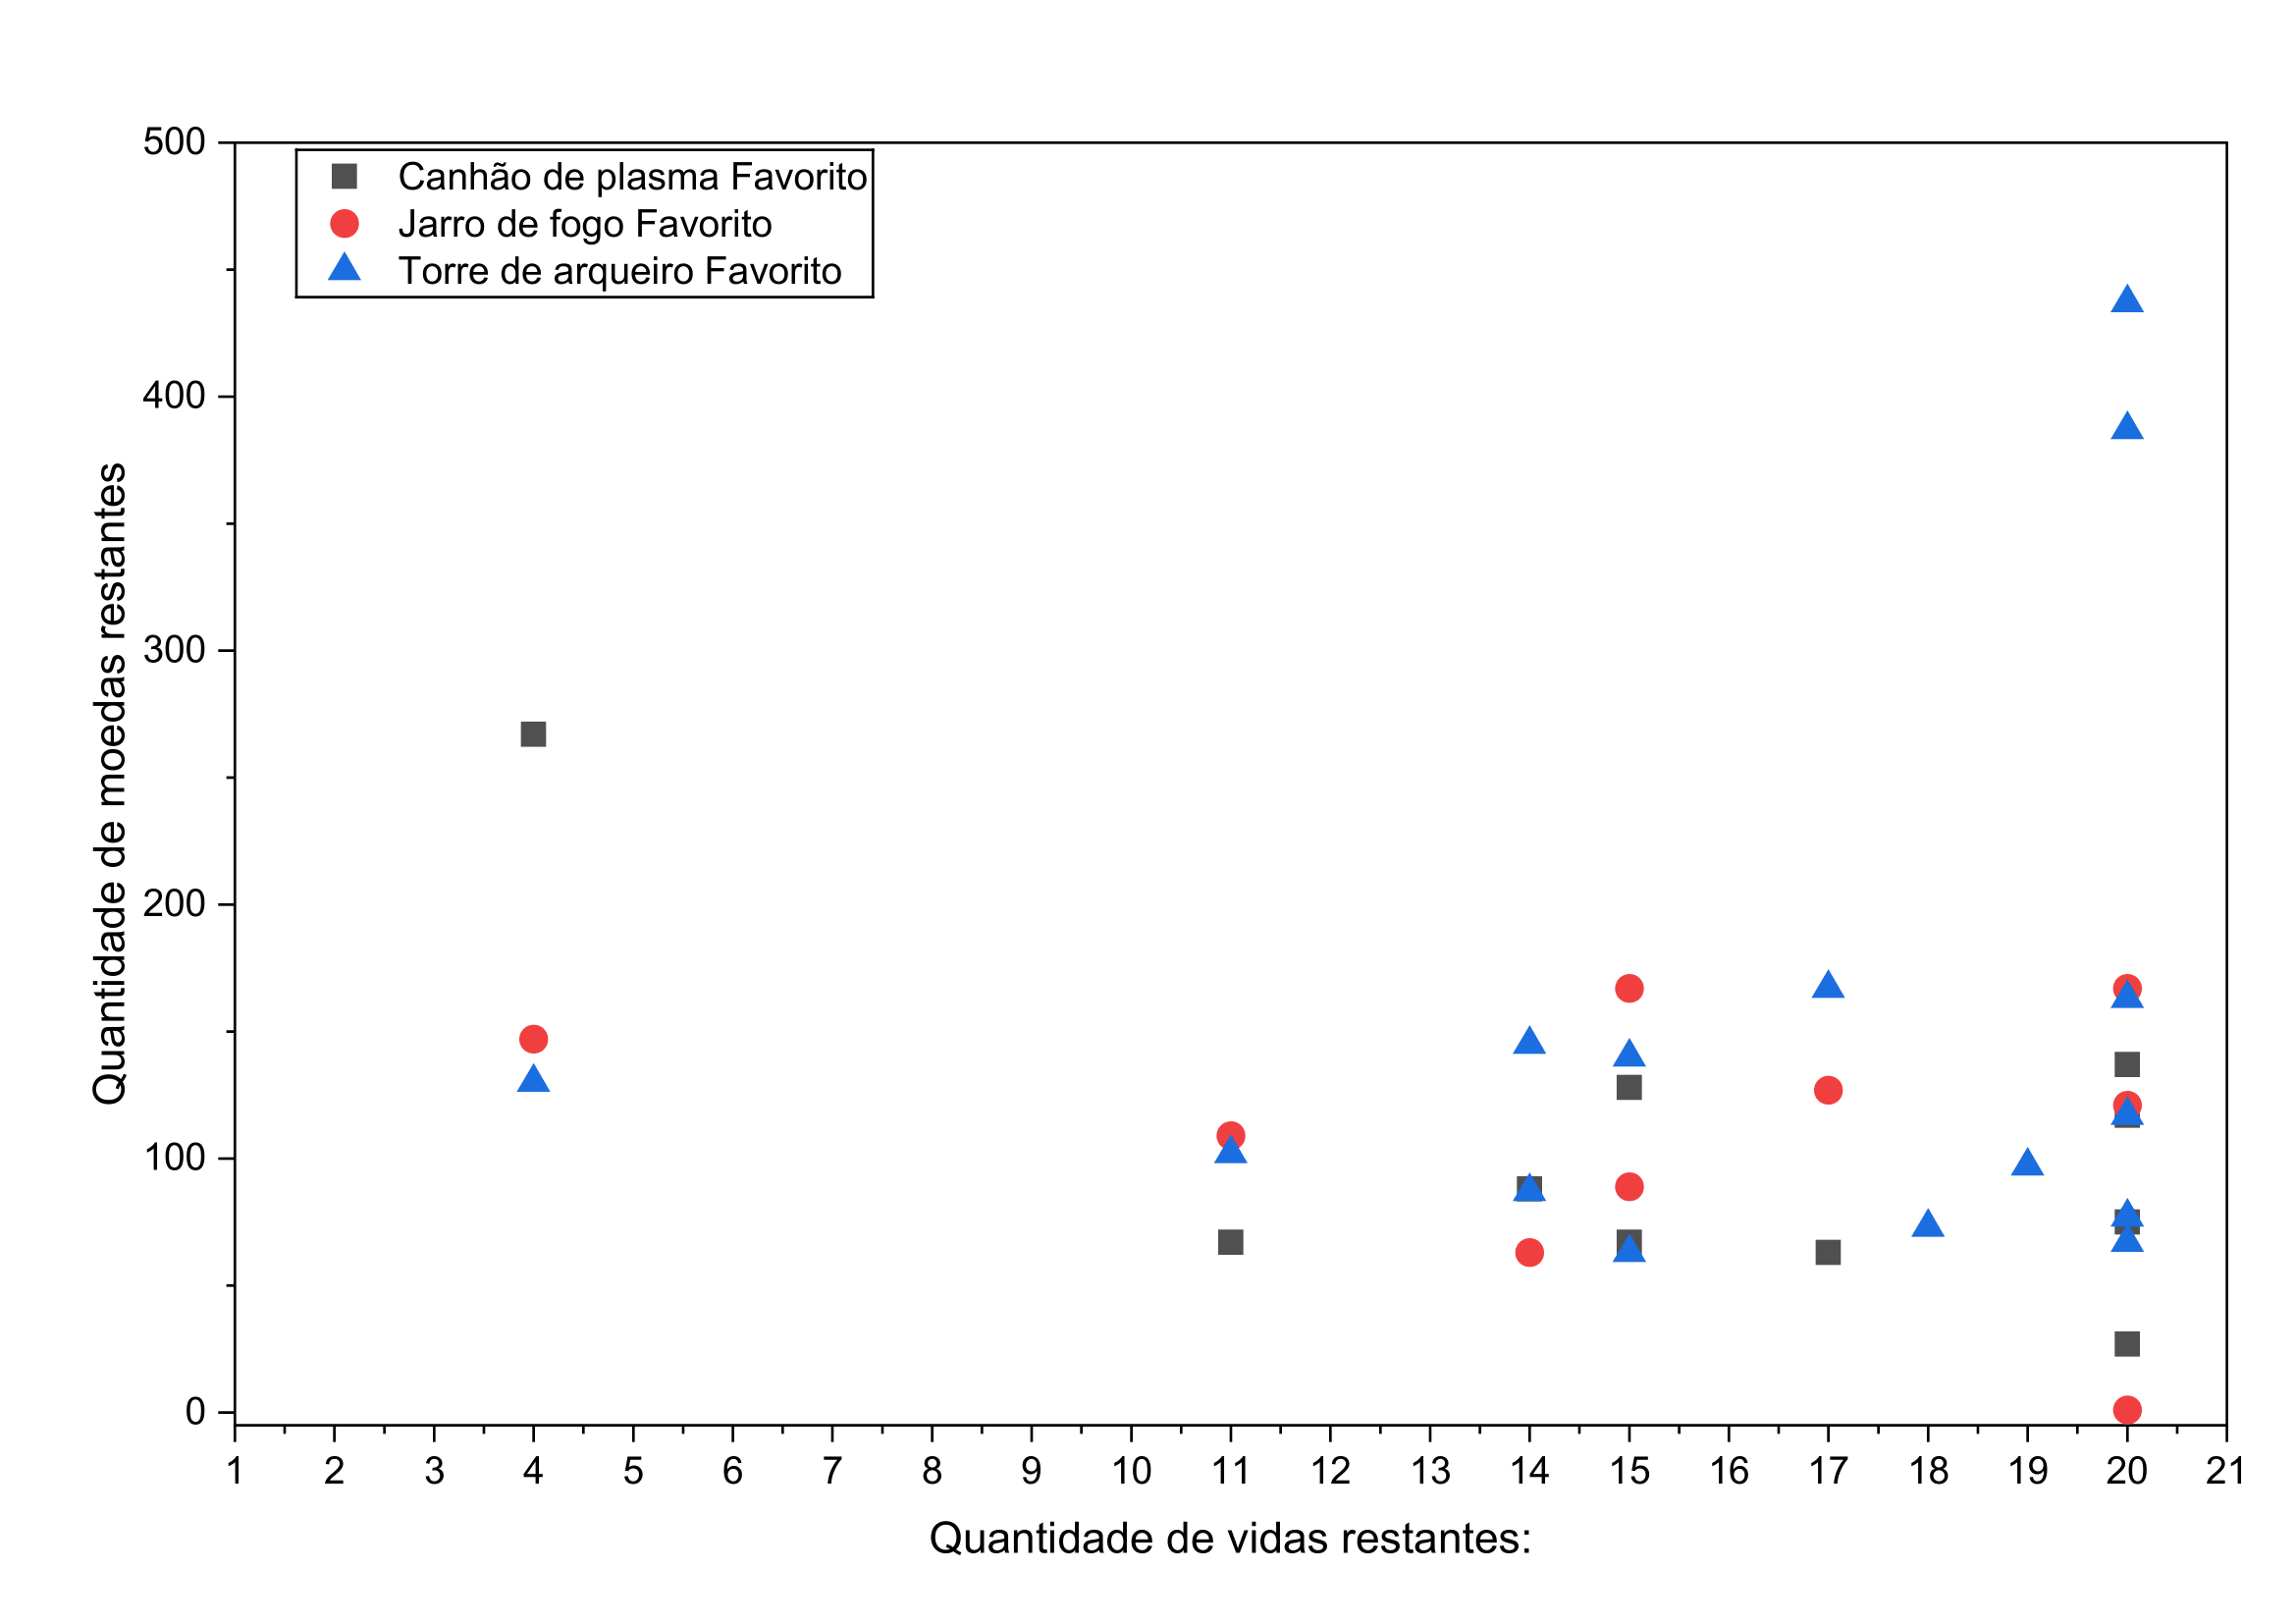 500
Canhão de plasma Favorito
Jarro de fogo Favorito
Torre de arqueiro Favorito
400
300
200
100
0
Quantidade de moedas restantes
1 2 3 4 5 6 7 8 9 10 11 12 13 14 15 16 17 18 19 20 21
Quantidade de vidas restantes: